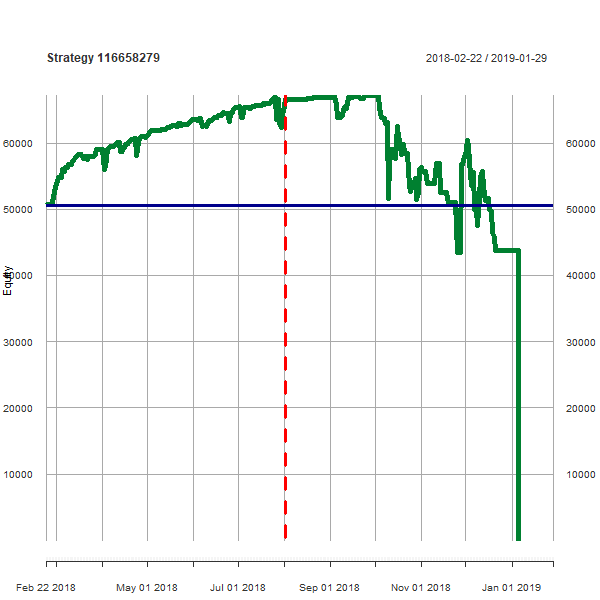 Strategy 116658279
2018-02-22 / 2019-01-29
60000
60000
50000
50000
40000
40000
Equity
30000
30000
20000
20000
10000
10000
Feb 22 2018
May 01 2018
Jul 01 2018
Sep 01 2018
Nov 01 2018
Jan 01 2019